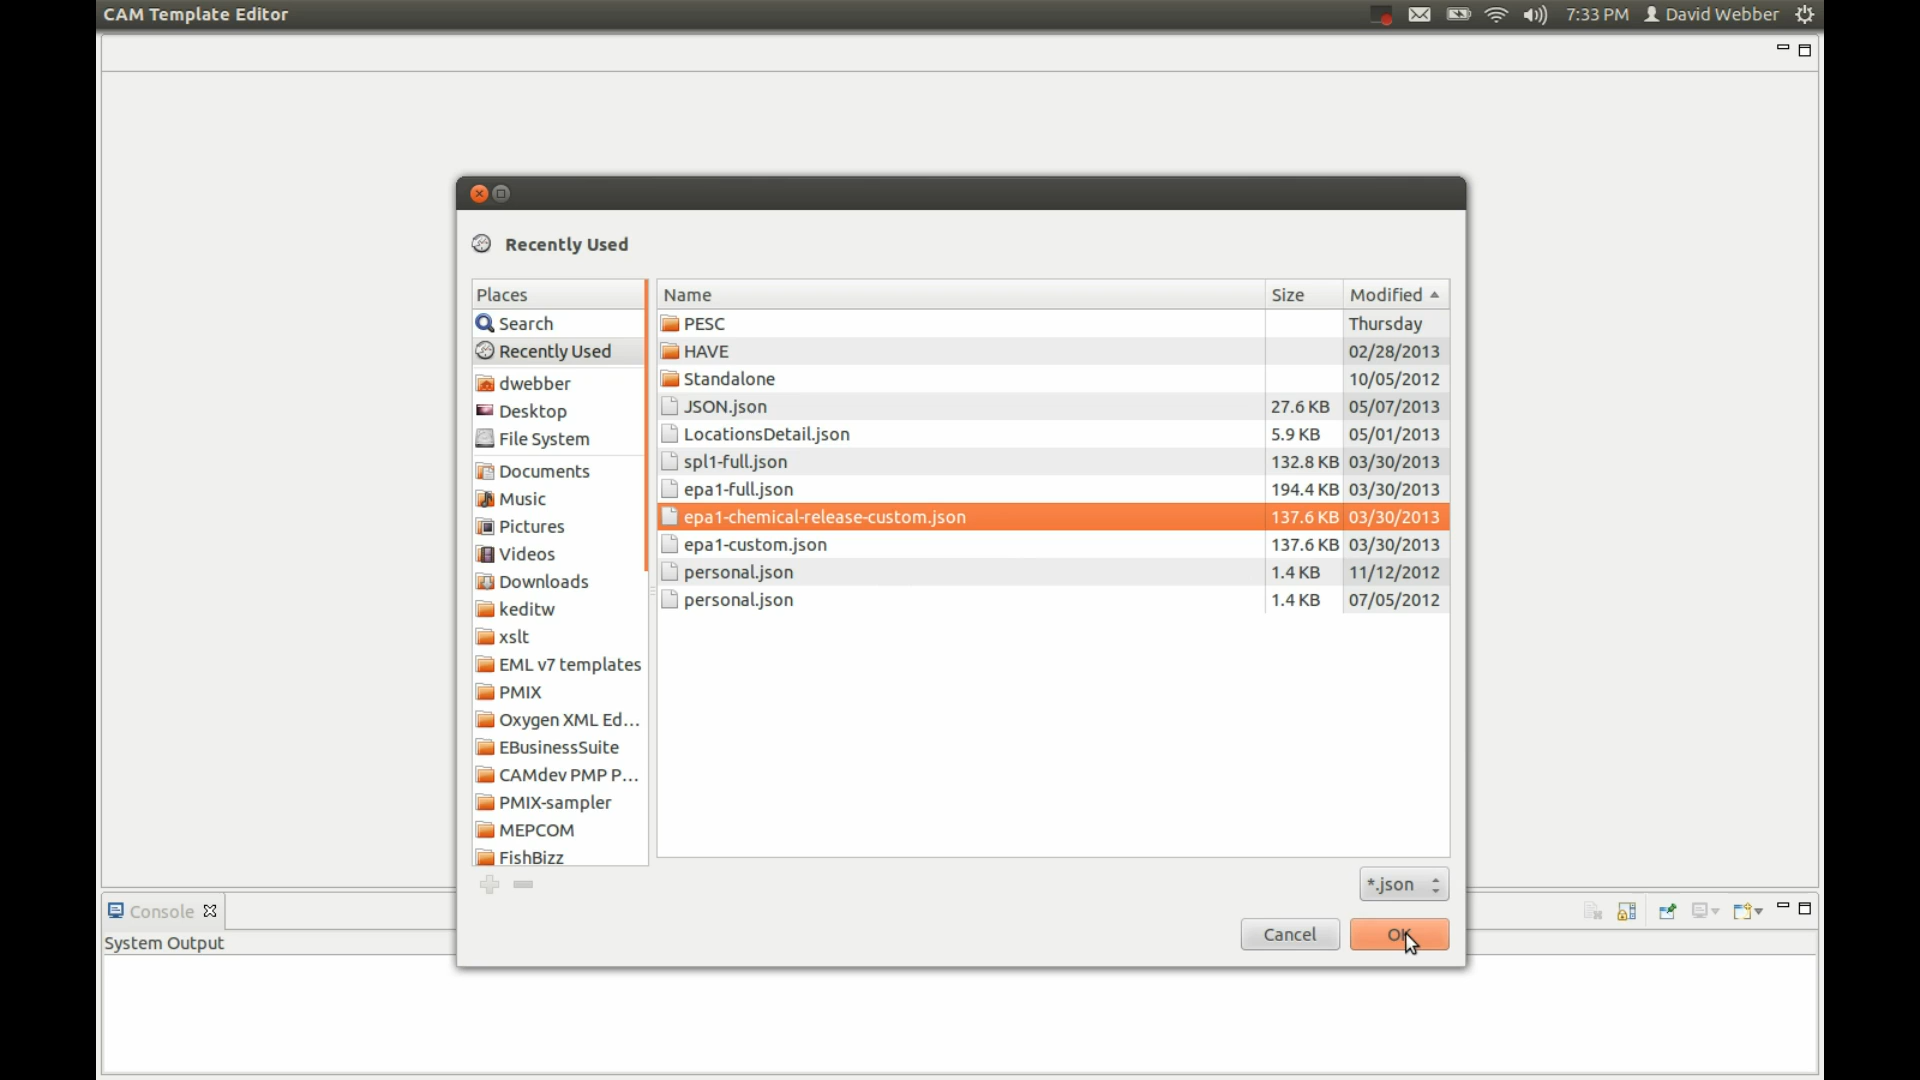 CAM Template Editor
7:33 PM David Webber
Recently Used
Places Name Size Modified
Search
Recently Used
dwebber
Desktop
File System
Documents
Music
Pictures
Videos
Downloads
keditw
xslt
EML v7 templates
PMIX
Oxygen XML Ed...
EBusinessSuite
CAMdev PMP P...
PMIX-sampler
MEPCOM
FishBizz
PESC Thursday
HAVE 02/28/2013
Standalone 10/05/2012
JSON.json 27.6 KB 05/07/2013
LocationsDetail.json 5.9 KB 05/01/2013
spl1-full.json 132.8 KB 03/30/2013
epa1-full.json 194.4 KB 03/30/2013
epa1-chemical-release-custom.json 137.6 KB 03/30/2013
epa1-custom.json 137.6 KB 03/30/2013
personal.json 1.4 KB 11/12/2012
personal.json 1.4 KB 07/05/2012
*.json
Cancel OK
Console
System Output